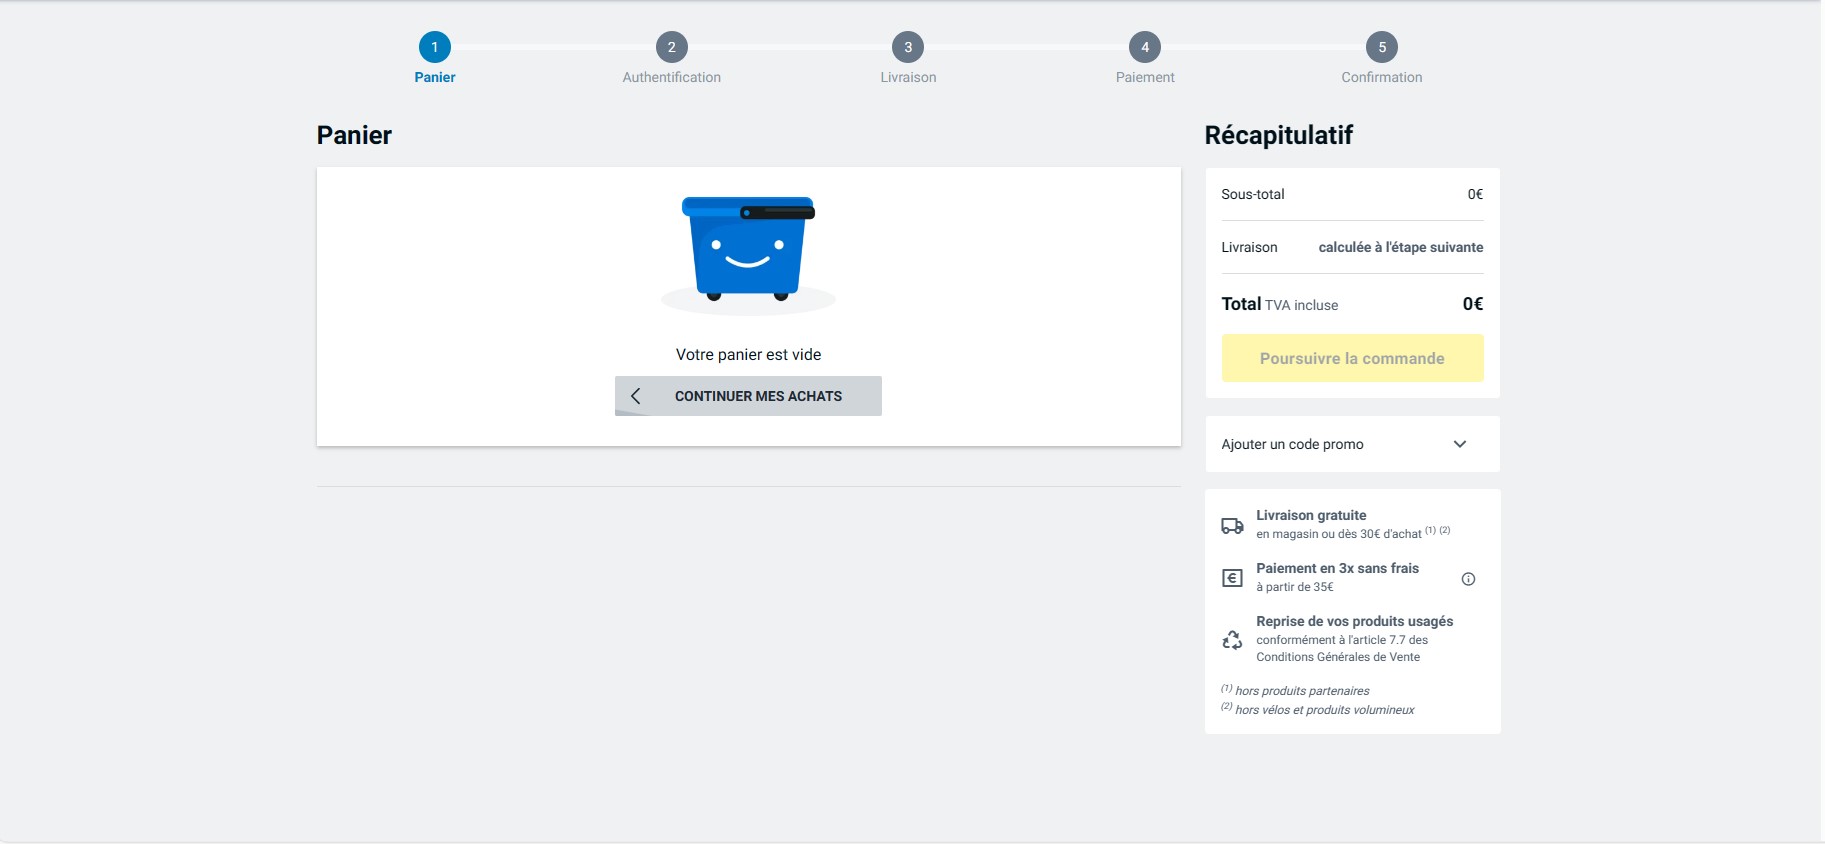 1
Panier
2
Authentification
3
Livraison
4
Paiement
5
Confirmation
Panier
Votre panier est vide
CONTINUER MES ACHATS
Récapitulatif
Sous-total 0€
Livraison calculée à l'étape suivante
Total TVA incluse 0€
Poursuivre la commande
Ajouter un code promo
Livraison gratuite
en magasin ou dès 30€ d'achat (1) (2)
Paiement en 3x sans frais
à partir de 35€
Reprise de vos produits usagés
conformément à l'article 7.7 des
Conditions Générales de Vente
(1) hors produits partenaires
(2) hors vélos et produits volumineux